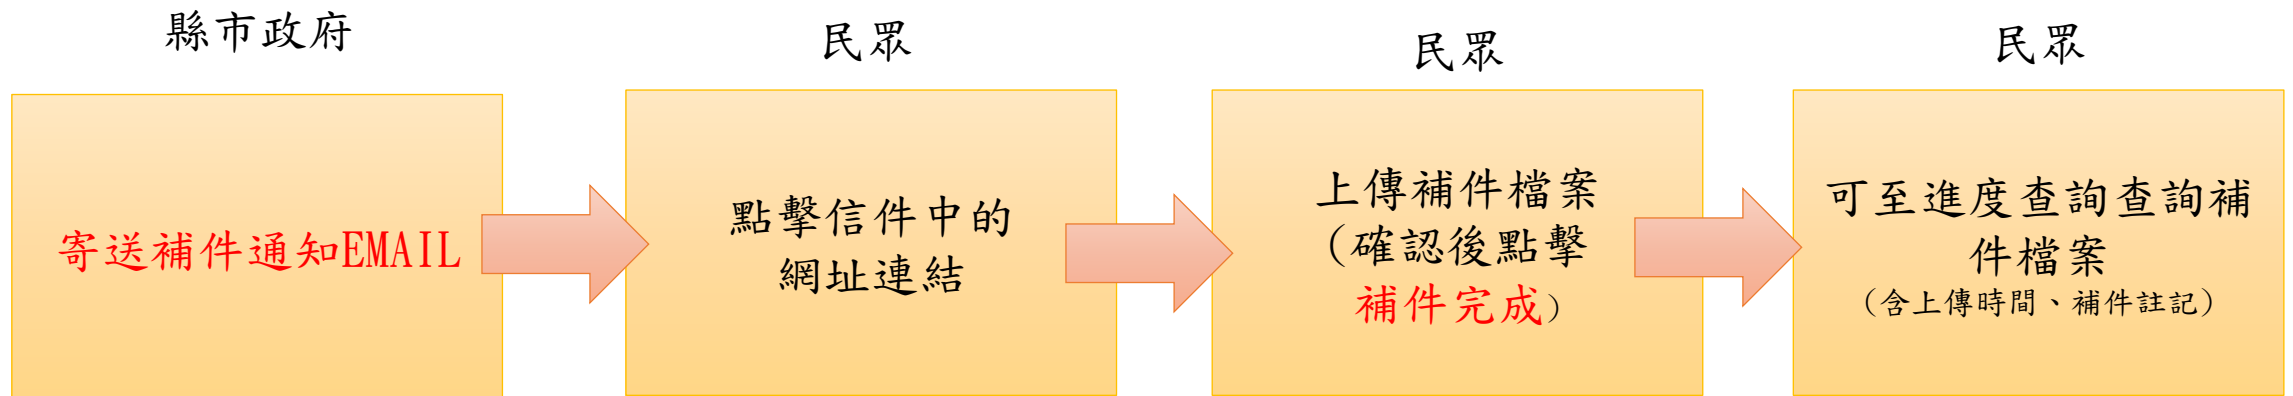 縣市政府
民眾
民眾
民眾
寄送補件通知EMAIL
點擊信件中的
網址連結
上傳補件檔案
(確認後點擊
補件完成)
可至進度查詢查詢補
件檔案
(含上傳時間、補件註記)